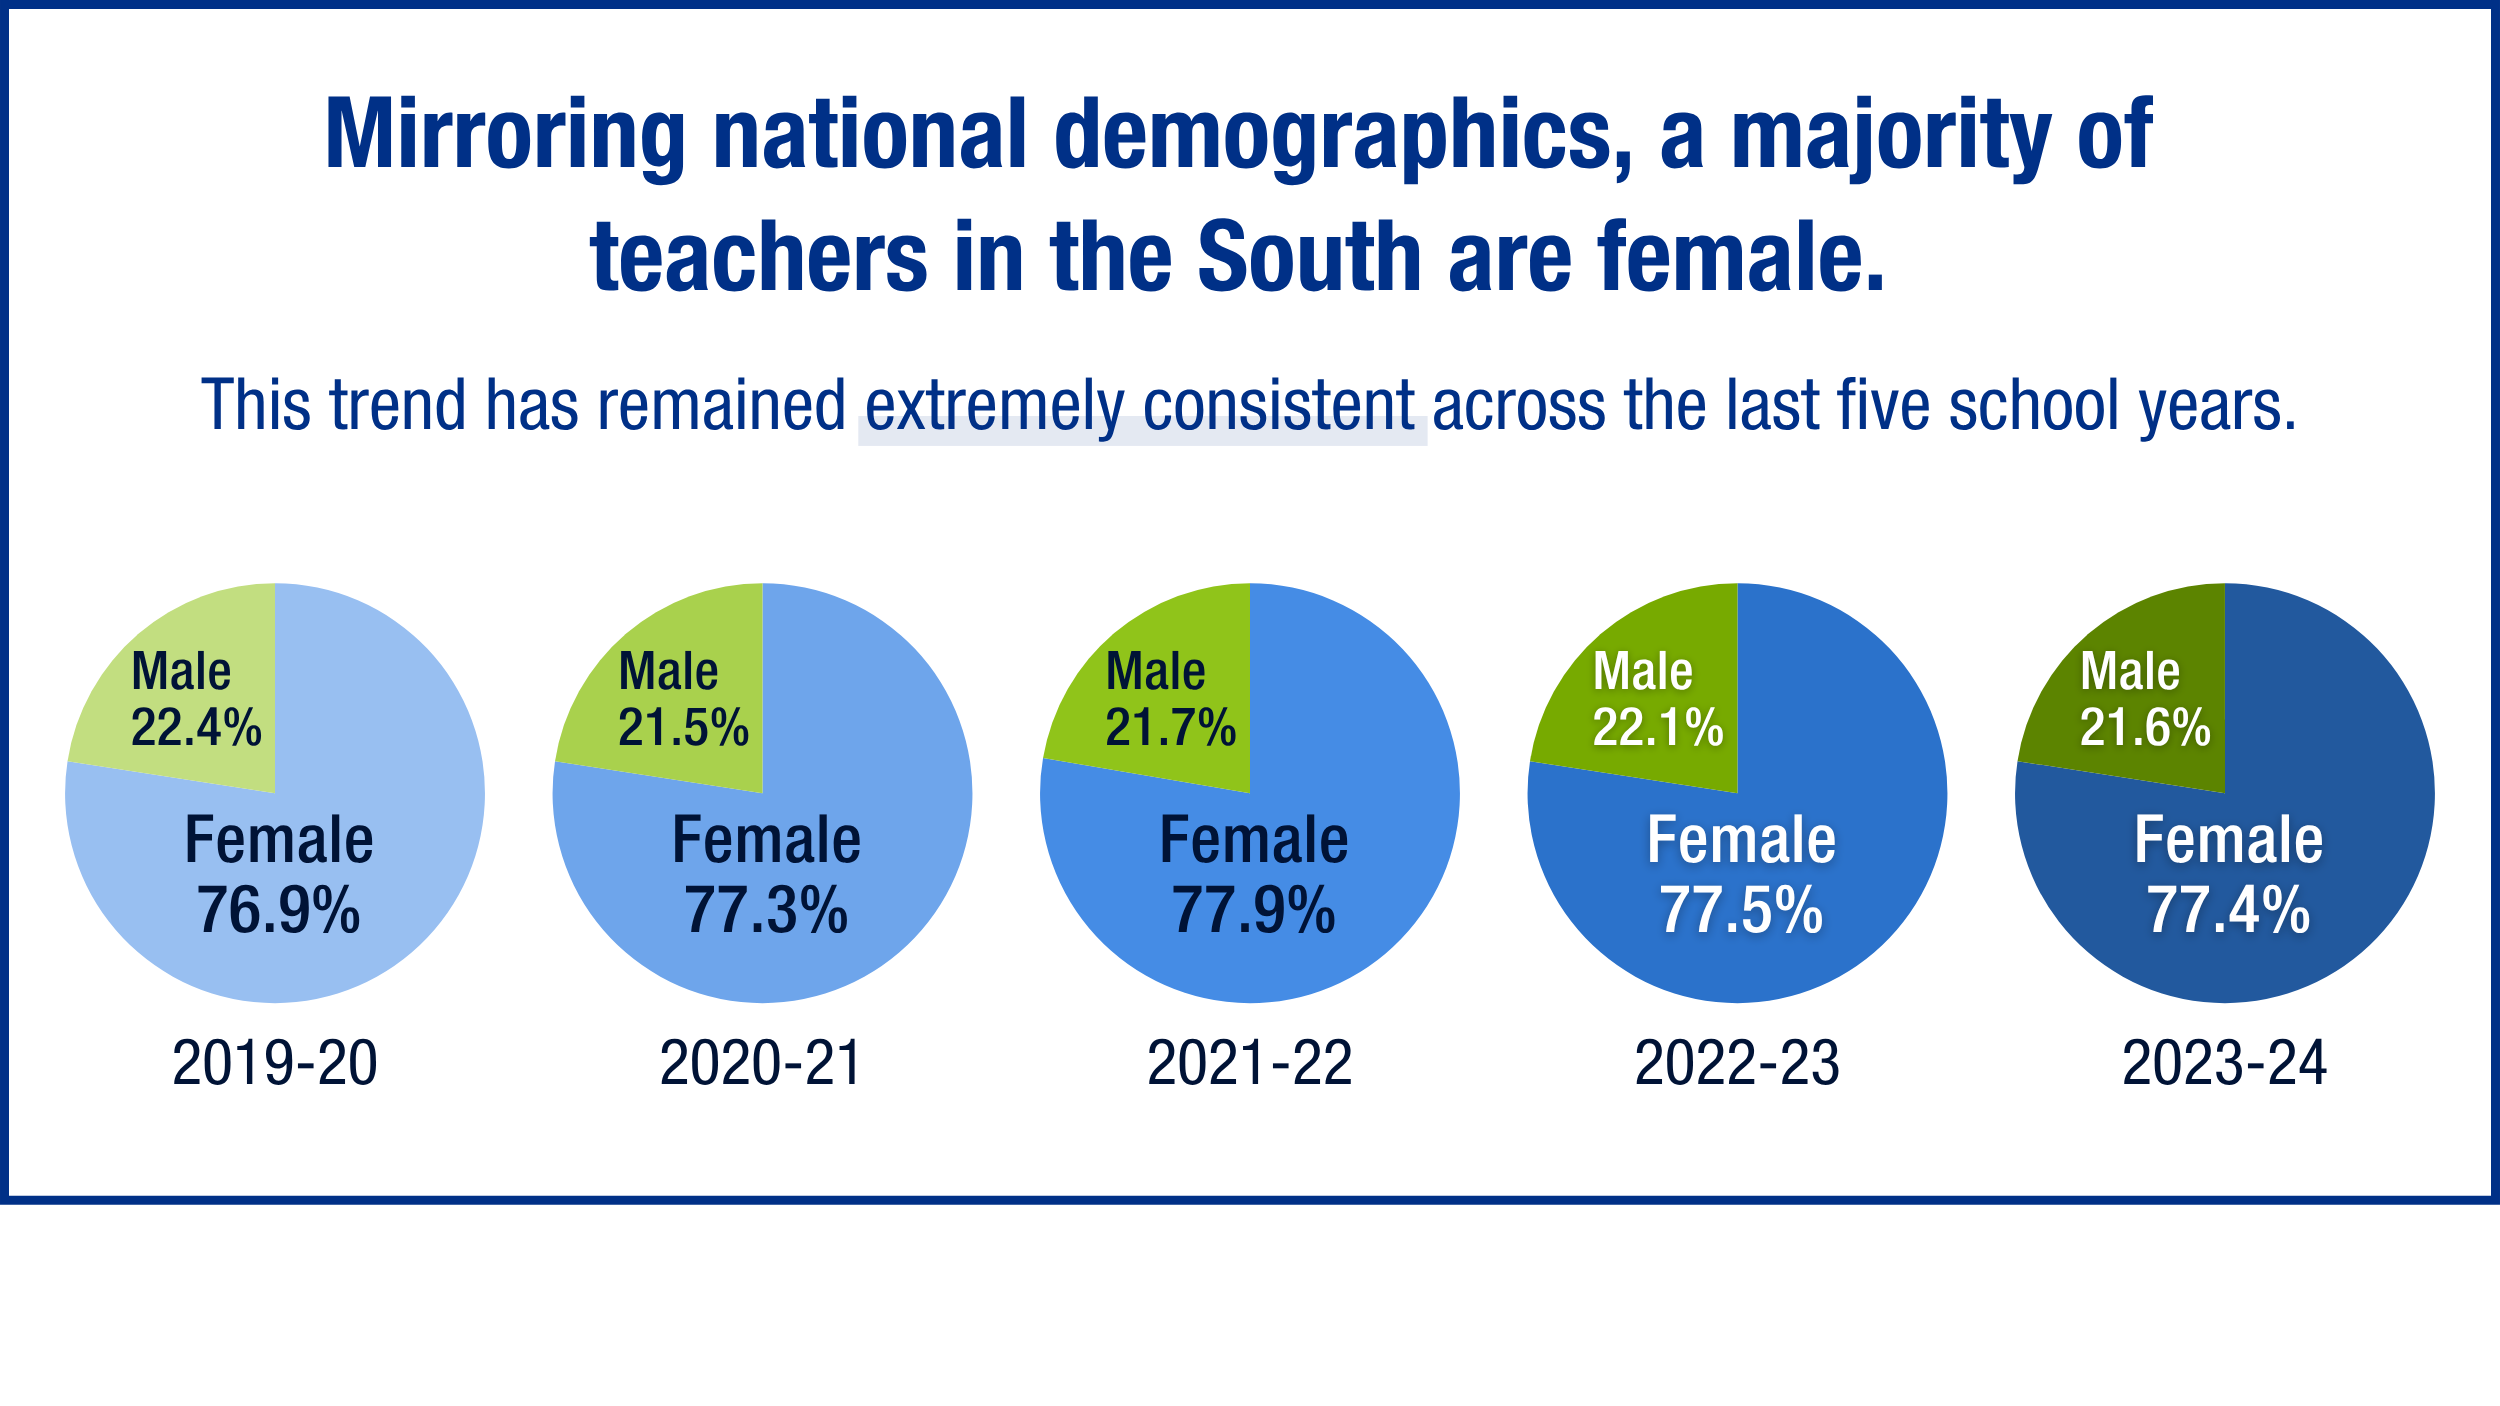 Mirroring national demographics, a majority of
teachers in the South are female.
This trend has remained extremely consistent across the last five school years.
Male
22.4%
Female
76.9%
2019-20
Male
21.5%
Female
77.3%
2020-21
Male
21.7%
Female
77.9%
2021-22
Male
22.1%
Female
77.5%
2022-23
Male
21.6%
Female
77.4%
2023-24